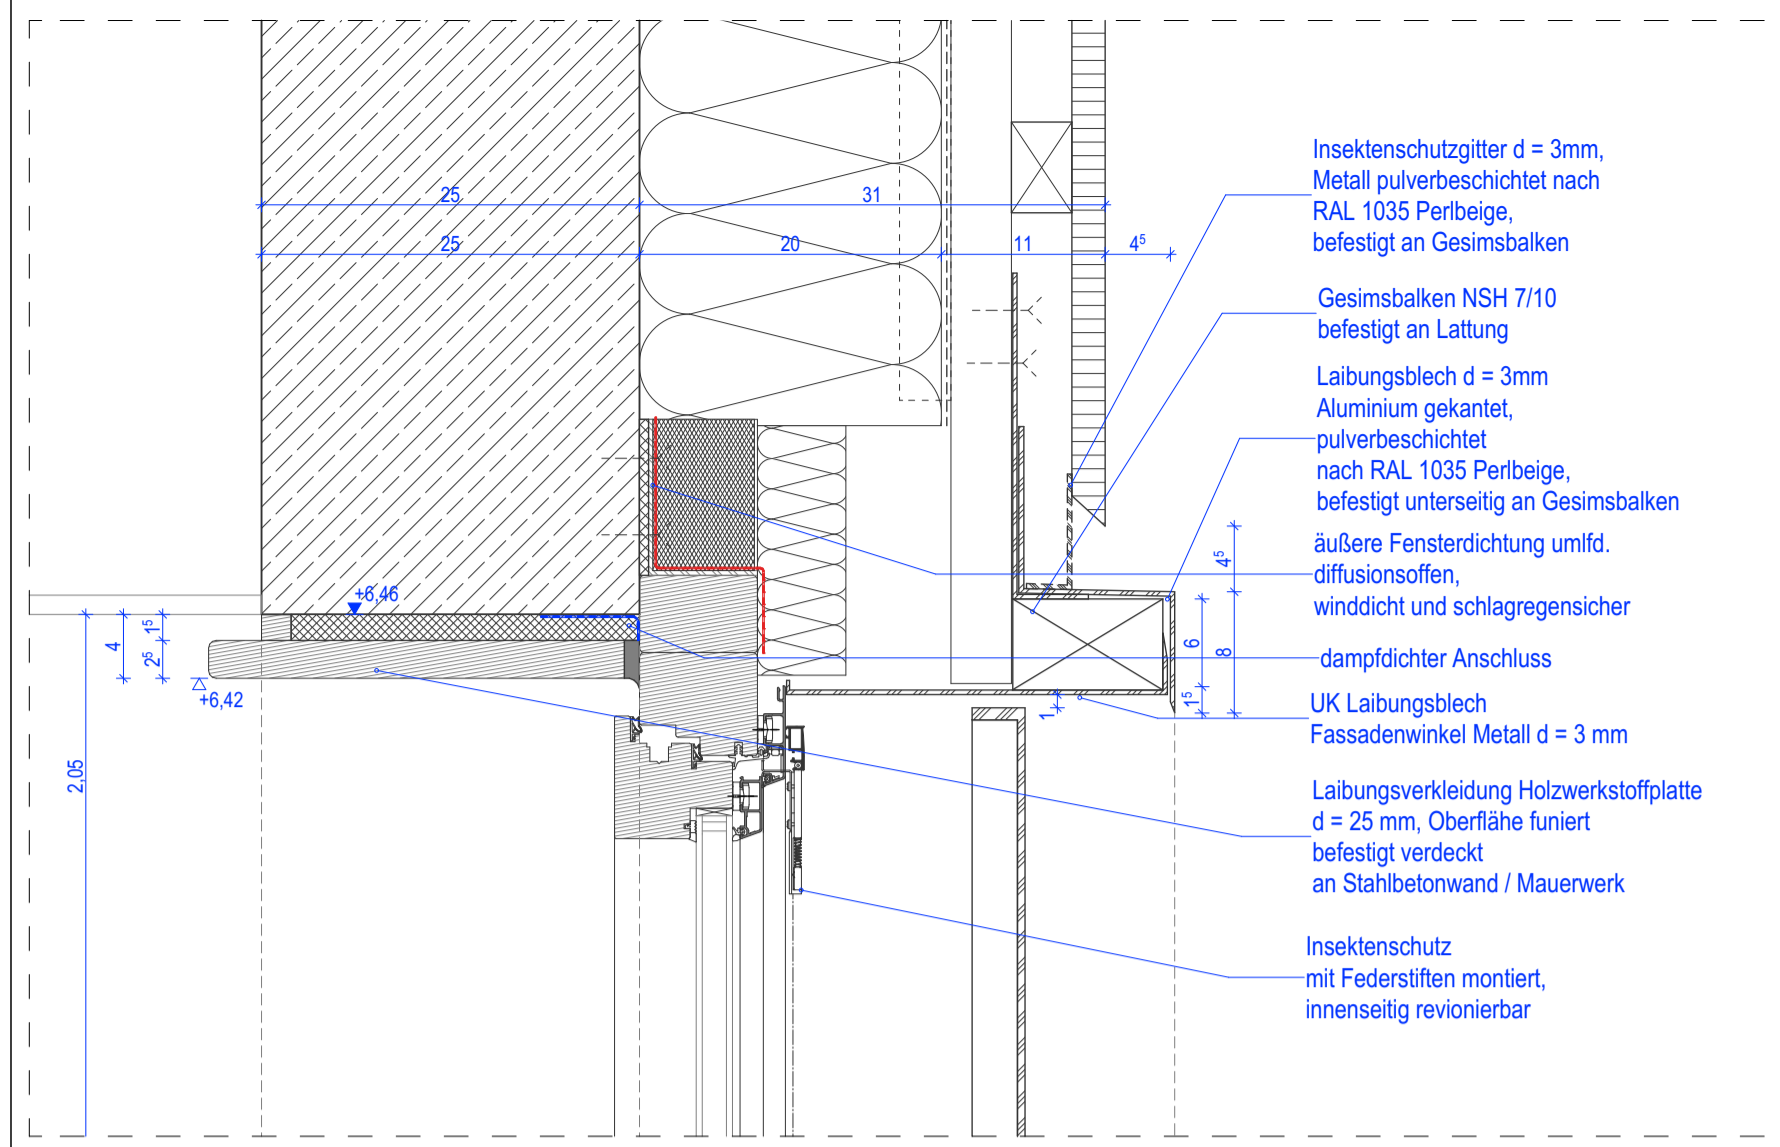 25
31
25
20
11
4⁵
Insektenschutzgitter d = 3mm,
Metall pulverbeschichtet nach
RAL 1035 Perlbeige,
befestigt an Gesimsbalken
Gesimsbalken NSH 7/10
befestigt an Lattung
Laibungsblech d = 3mm
Aluminium gekantet,
pulverbeschichtet
nach RAL 1035 Perlbeige,
befestigt unterseitig an Gesimsbalken
äußere Fensterdichtung umlfd.
diffusionsoffen,
winddicht und schlagregensicher
dampfdichter Anschluss
UK Laibungsblech
Fassadenwinkel Metall d = 3 mm
Laibungsverkleidung Holzwerkstoffplatte
d = 25 mm, Oberflähe funiert
befestigt verdeckt
an Stahlbetonwand / Mauerwerk
Insektenschutz
mit Federstiften montiert,
innenseitig revionierbar
+6,46
4
1⁵
2⁵
+6,42
2,05
4⁵
6
8
1⁵
1